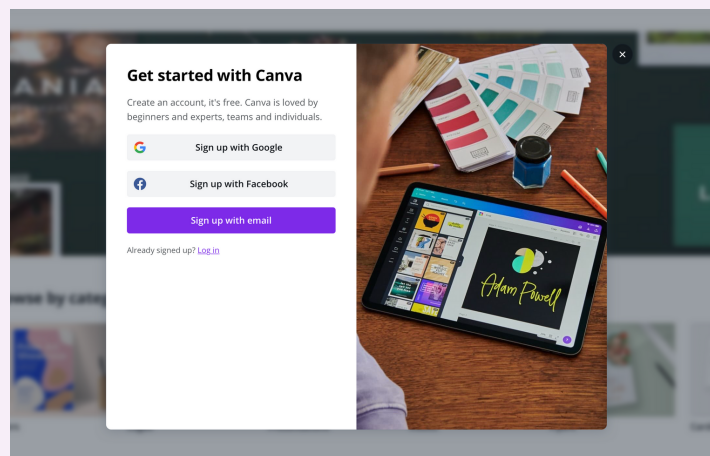 Get started with Canva
Create an account, it's free. Canva is loved by
beginners and experts, teams and individuals.
Sign up with Google
Sign up with Facebook
Sign up with email
Already signed up? Log in
Adam Powell